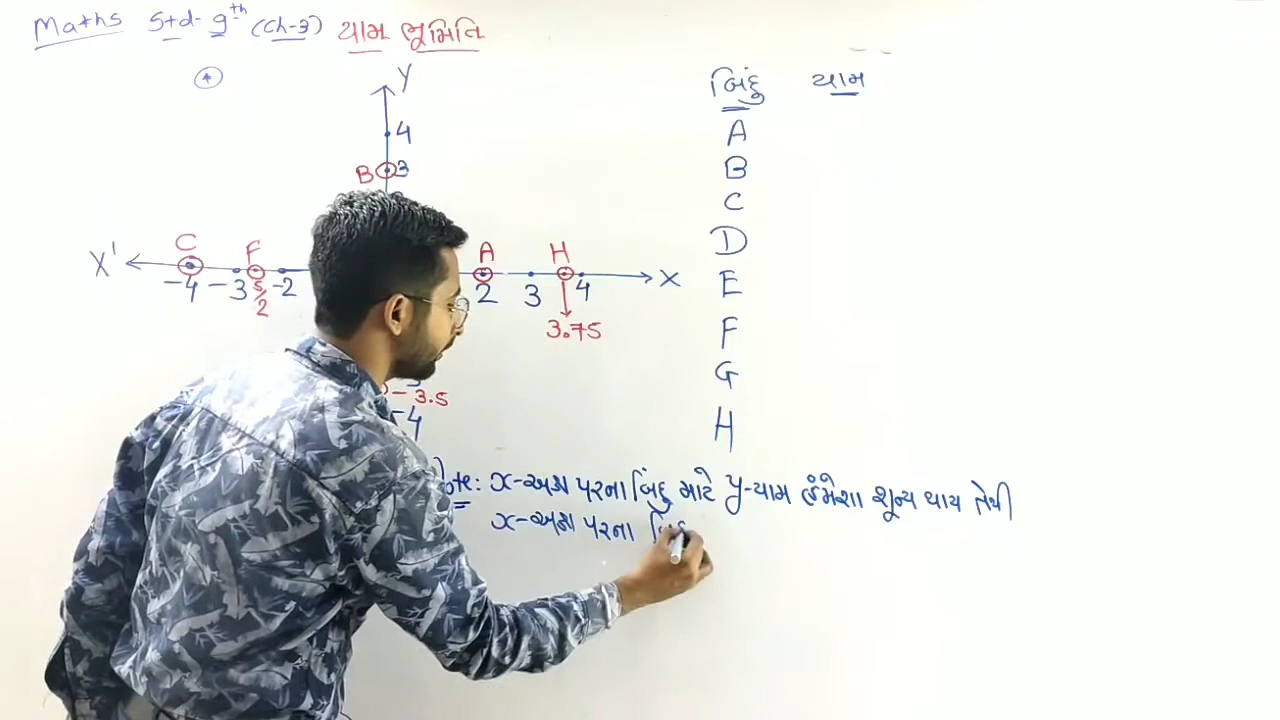 Maths Std- 9th (Ch-3) યામ ભૂમિતિ
Y
4
B 3
C F A H
X' X
-4 -3 -2 2 3 4
5/2
3.75
-3.5
-4
બિંદુ યામ
A
B
C
D
E
F
G
H
x-અક્ષ પરના બિંદુ માટે y-યામ હંમેશા શૂન્ય થાય તેથી
x-અક્ષ પરના